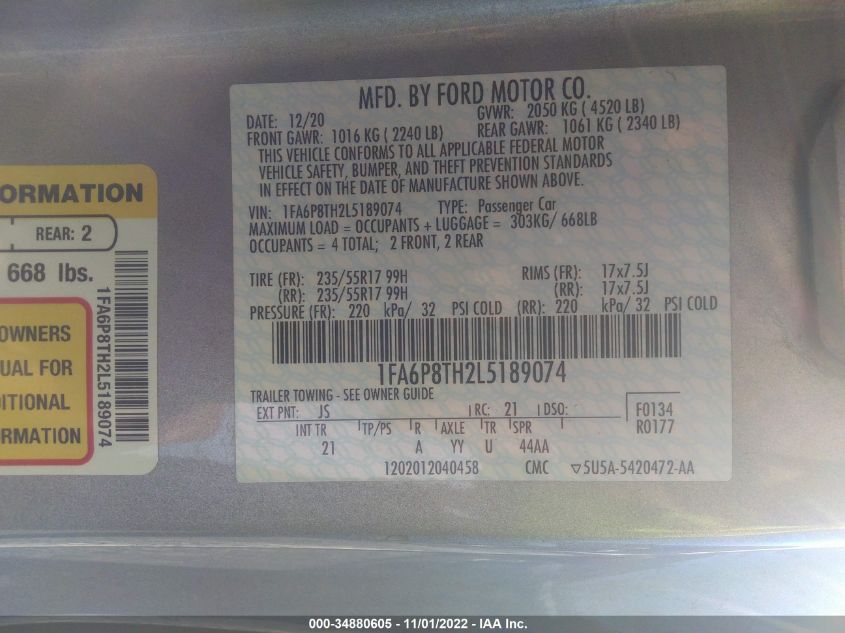 MFD. BY FORD MOTOR CO.
DATE: 12/20
GVWR: 2050 KG ( 4520 LB)
FRONT GAWR: 1016 KG ( 2240 LB)
REAR GAWR: 1061 KG ( 2340 LB)
THIS VEHICLE CONFORMS TO ALL APPLICABLE FEDERAL MOTOR
VEHICLE SAFETY, BUMPER, AND THEFT PREVENTION STANDARDS
IN EFFECT ON THE DATE OF MANUFACTURE SHOWN ABOVE.
VIN: 1FA6P8TH2L5189074 TYPE: Passenger Car
MAXIMUM LOAD = OCCUPANTS + LUGGAGE = 303KG/ 668LB
OCCUPANTS = 4 TOTAL; 2 FRONT, 2 REAR
TIRE (FR): 235/55R17 99H RIMS (FR): 17x7.5J
(RR): 235/55R17 99H (RR): 17x7.5J
PRESSURE (FR): 220 kPa/ 32 PSI COLD (RR): 220 kPa/ 32 PSI COLD
1FA6P8TH2L5189074
TRAILER TOWING - SEE OWNER GUIDE
EXT PNT: JS RC: 21 DSO: F0134
INT TR TP/PS R AXLE TR SPR R0177
21 A YY U 44AA
1202012040458 CMC ▽5U5A-5420472-AA
ORMATION
REAR: 2
668 lbs.
OWNERS
UAL FOR
DITIONAL
ORMATION
1FA6P8TH2L5189074
000-34880605 - 11/01/2022 - IAA Inc.